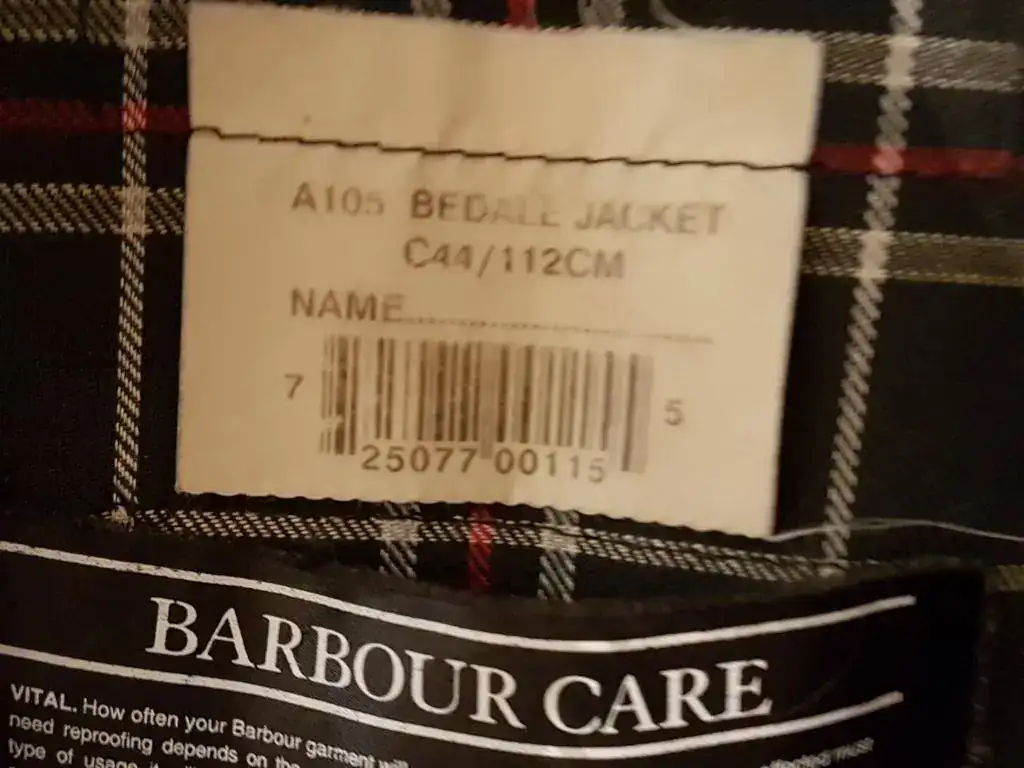 A105 BEDALE JACKET
C44/112CM
NAME..............................
7 25077 00115 5
BARBOUR CARE
VITAL. How often your Barbour garment will
need reproofing depends on the
type of usage